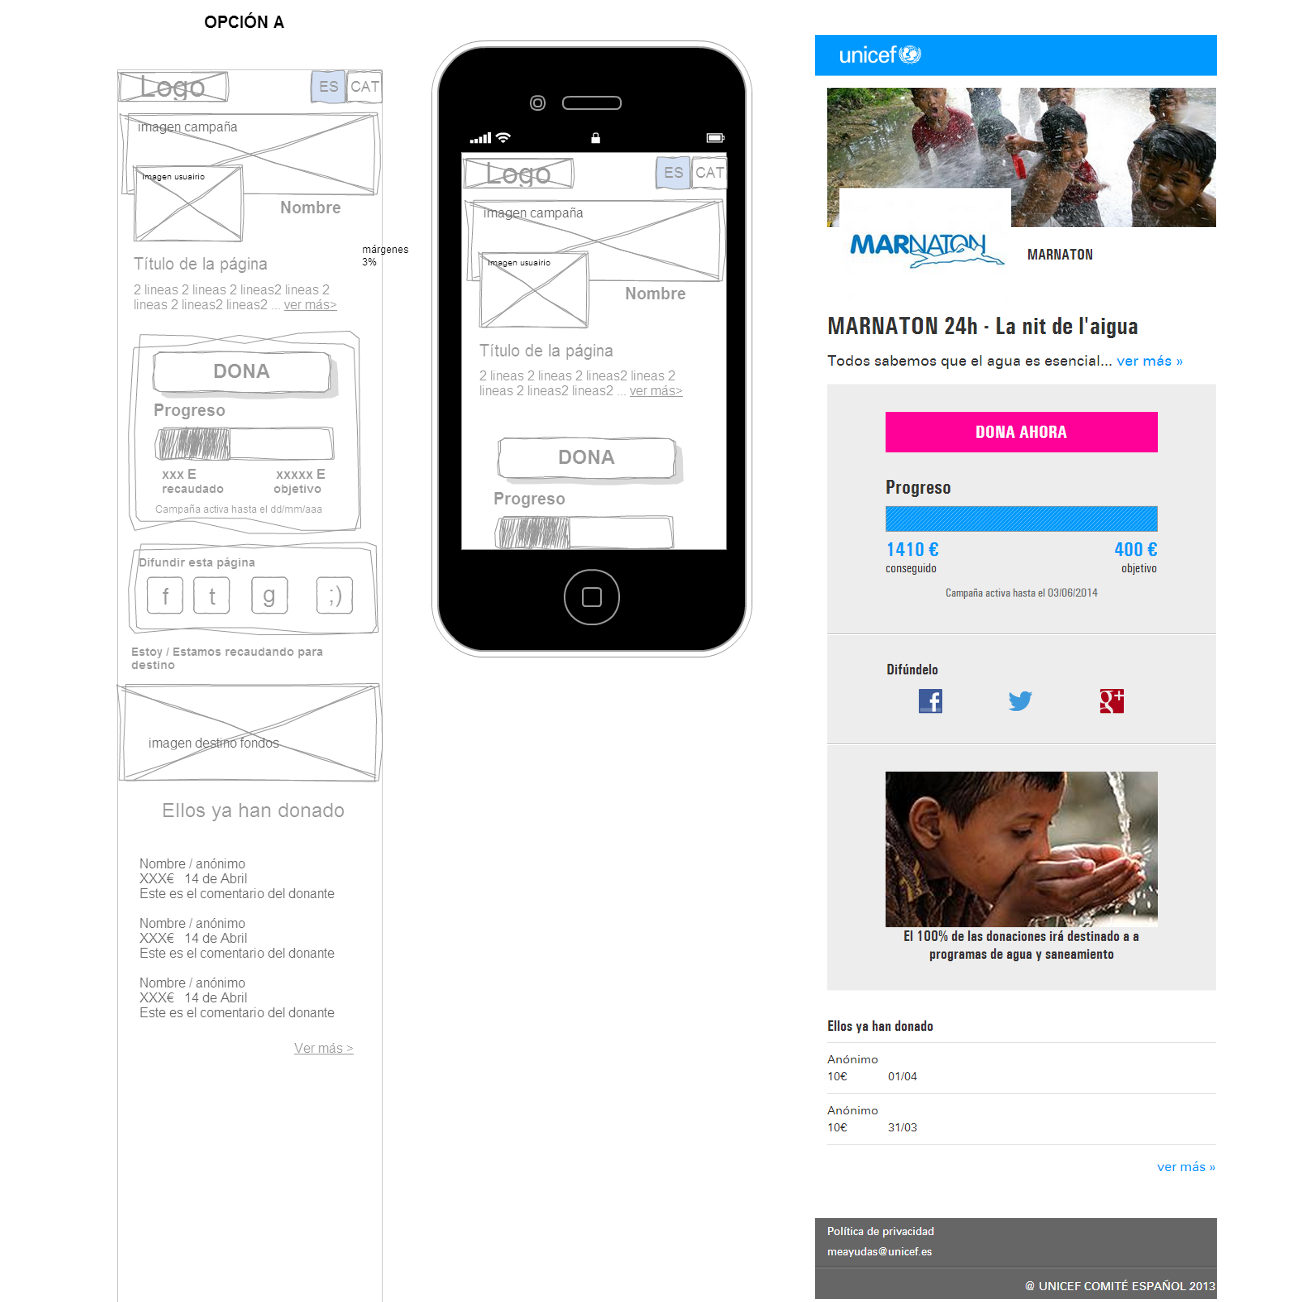 OPCIÓN A
Logo
ES
CAT
imagen campaña
imagen usuairio
Nombre
márgenes
3%
Título de la página
2 lineas 2 lineas 2 lineas2 lineas 2
lineas 2 lineas2 lineas2 ... ver más>
DONA
Progreso
xxx E
xxxxx E
recaudado
objetivo
Campaña activa hasta el dd/mm/aaa
Difundir esta página
f
t
g
;)
Estoy / Estamos recaudando para
destino
imagen destino fondos
Ellos ya han donado
Nombre / anónimo
XXX€ 14 de Abril
Este es el comentario del donante
Nombre / anónimo
XXX€ 14 de Abril
Este es el comentario del donante
Nombre / anónimo
XXX€ 14 de Abril
Este es el comentario del donante
Ver más >
Logo
ES
CAT
imagen campaña
imagen usuairio
Nombre
Título de la página
2 lineas 2 lineas 2 lineas2 lineas 2
lineas 2 lineas2 lineas2 ... ver más>
DONA
Progreso
unicef
MARNATON
MARNATON
MARNATON 24h - La nit de l'aigua
Todos sabemos que el agua es esencial... ver más »
DONA AHORA
Progreso
1410 €
400 €
conseguido
objetivo
Campaña activa hasta el 03/06/2014
Difúndelo
f
g+
El 100% de las donaciones irá destinado a a
programas de agua y saneamiento
Ellos ya han donado
Anónimo
10€ 01/04
Anónimo
10€ 31/03
ver más »
Política de privacidad
meayudas@unicef.es
@ UNICEF COMITÉ ESPAÑOL 2013